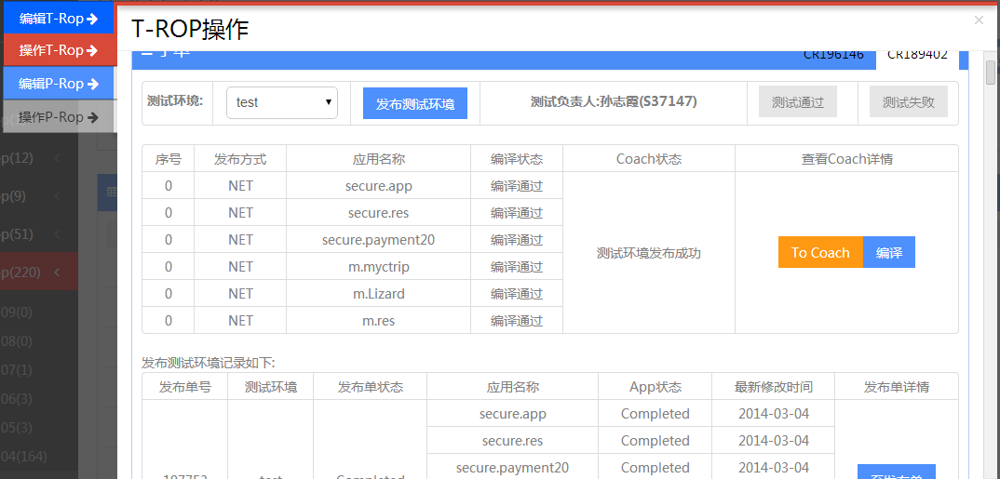 编辑T-Rop
操作T-Rop
编辑P-Rop
操作P-Rop
p(12)
p(9)
p(51)
p(220)
09(0)
08(0)
07(1)
06(3)
05(3)
04(164)
T-ROP操作
×
CR196146 CR189402
测试环境: test 发布测试环境 测试负责人:孙志霞(S37147) 测试通过 测试失败
序号 发布方式 应用名称 编译状态 Coach状态 查看Coach详情
0 NET secure.app 编译通过
0 NET secure.res 编译通过
0 NET secure.payment20 编译通过
测试环境发布成功 To Coach 编译
0 NET m.myctrip 编译通过
0 NET m.Lizard 编译通过
0 NET m.res 编译通过
发布测试环境记录如下:
发布单号 测试环境 发布单状态 应用名称 App状态 最新修改时间 发布单详情
secure.app Completed 2014-03-04
secure.res Completed 2014-03-04
secure.payment20 Completed 2014-03-04
test Completed